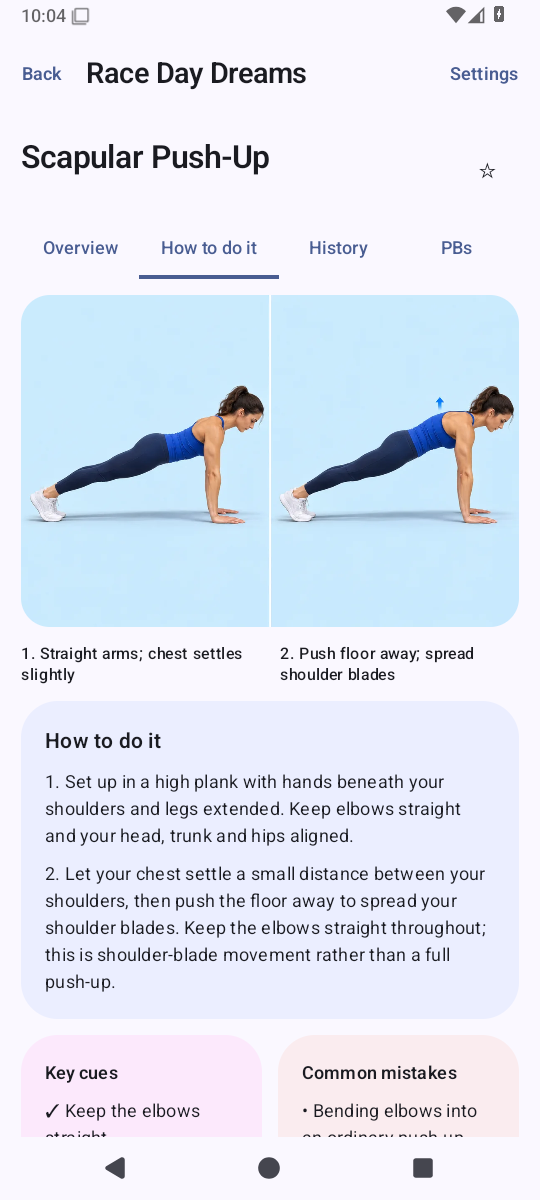 10:04
Back Race Day Dreams Settings
Scapular Push-Up
☆
Overview How to do it History PBs
1. Straight arms; chest settles
slightly
2. Push floor away; spread
shoulder blades
How to do it
1. Set up in a high plank with hands beneath your
shoulders and legs extended. Keep elbows straight
and your head, trunk and hips aligned.
2. Let your chest settle a small distance between your
shoulders, then push the floor away to spread your
shoulder blades. Keep the elbows straight throughout;
this is shoulder-blade movement rather than a full
push-up.
Key cues
✓ Keep the elbows
straight
Common mistakes
• Bending elbows into
an ordinary push-up